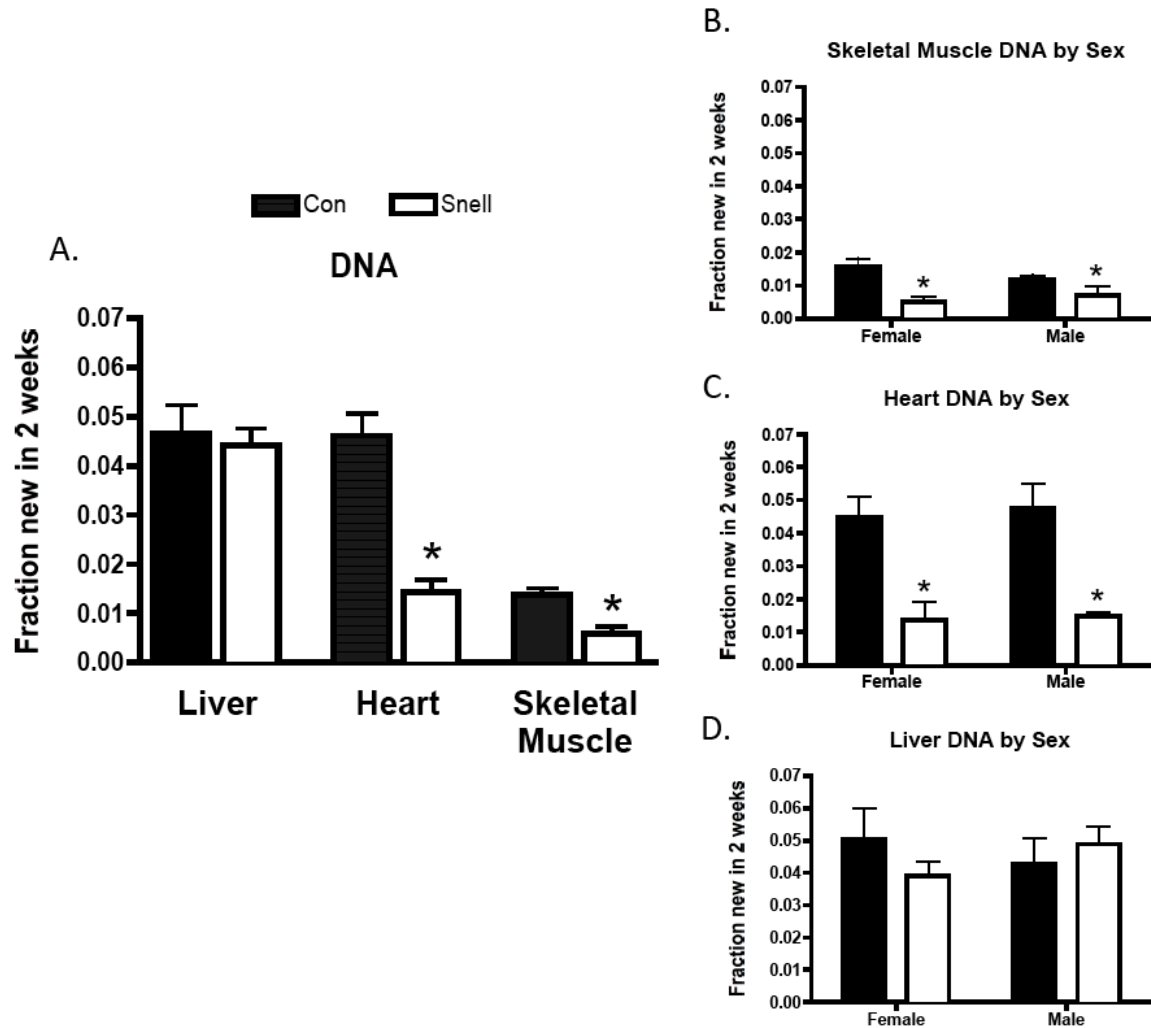 Con Snell
A.
DNA
Fraction new in 2 weeks
0.07
0.06
0.05
0.04
0.03
0.02
0.01
0.00
*
*
Liver Heart Skeletal
Muscle
B.
Skeletal Muscle DNA by Sex
Fraction new in 2 weeks
0.07
0.06
0.05
0.04
0.03
0.02
0.01
0.00
*
*
Female Male
C.
Heart DNA by Sex
Fraction new in 2 weeks
0.07
0.06
0.05
0.04
0.03
0.02
0.01
0.00
*
*
Female Male
D.
Liver DNA by Sex
Fraction new in 2 weeks
0.07
0.06
0.05
0.04
0.03
0.02
0.01
0.00
Female Male